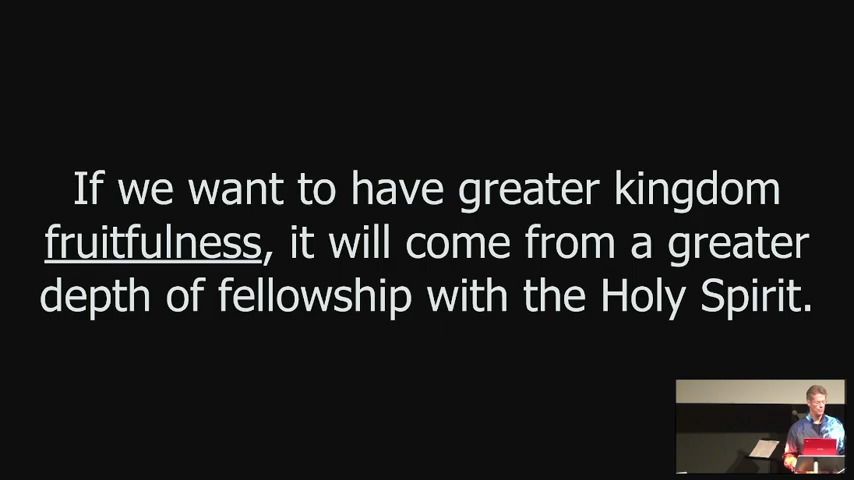 If we want to have greater kingdom
fruitfulness, it will come from a greater
depth of fellowship with the Holy Spirit.